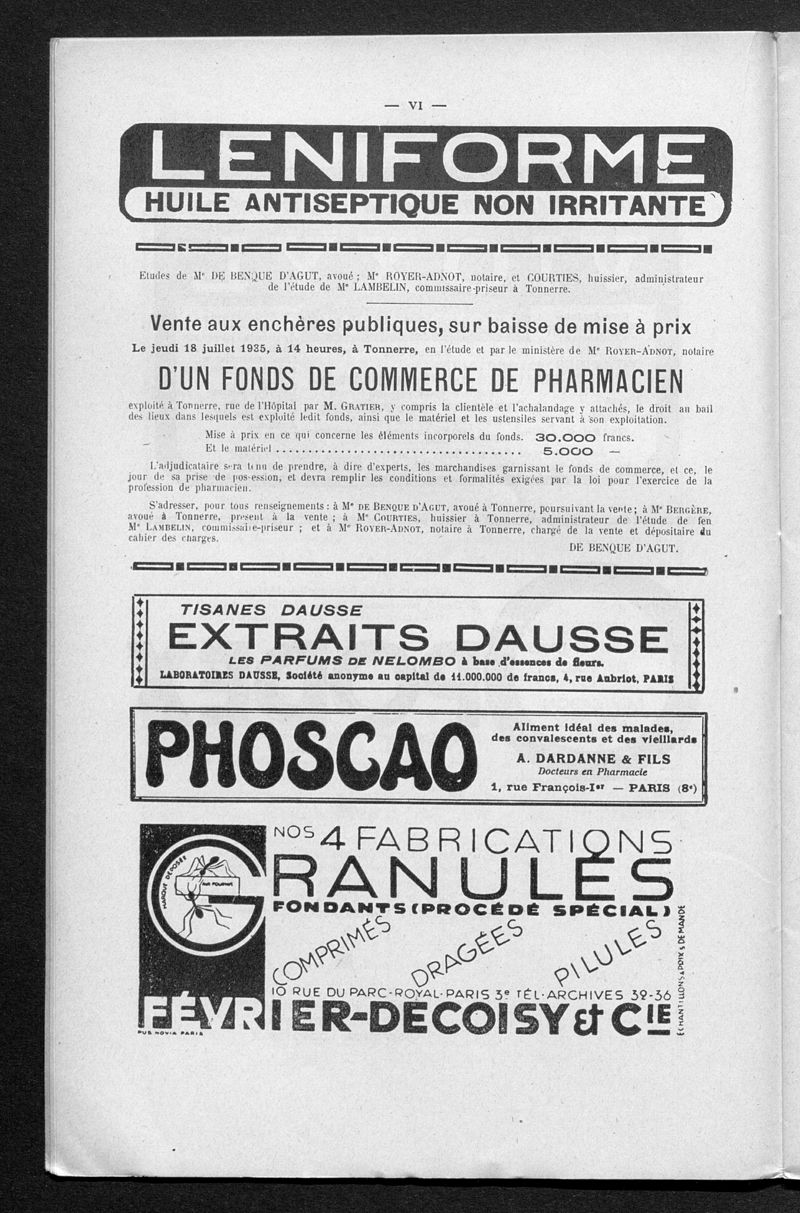 — VI —
LENIFORME
HUILE ANTISEPTIQUE NON IRRITANTE
Etudes de Mᵉ DE BENQUE D'AGUT, avoué ; Mᵉ ROYER-ADNOT, notaire, et COURTIES, huissier, administrateur
de l'étude de Mᵉ LAMBELIN, commissaire-priseur à Tonnerre.
Vente aux enchères publiques, sur baisse de mise à prix
Le jeudi 18 juillet 1935, à 14 heures, à Tonnerre, en l'étude et par le ministère de Mᵉ ROYER-ADNOT, notaire
D'UN FONDS DE COMMERCE DE PHARMACIEN
exploité à Tonnerre, rue de l'Hôpital par M. GRATIER, y compris la clientèle et l'achalandage y attachés, le droit au bail
des lieux dans lesquels est exploité ledit fonds, ainsi que le matériel et les ustensiles servant à son exploitation.
Mise à prix en ce qui concerne les éléments incorporels du fonds. 30.000 francs.
Et le matériel .................................... 5.000 —
L'adjudicataire sera tenu de prendre, à dire d'experts, les marchandises garnissant le fonds de commerce, et ce, le
jour de sa prise de possession, et devra remplir les conditions et formalités exigées par la loi pour l'exercice de la
profession de pharmacien.
S'adresser, pour tous renseignements : à Mᵉ DE BENQUE D'AGUT, avoué à Tonnerre, poursuivant la vente ; à Mᵉ BERGÈRE,
avoué à Tonnerre, présent à la vente ; à Mᵉ COURTIES, huissier à Tonnerre, administrateur de l'étude de feu
Mᵉ LAMBELIN, commissaire-priseur ; et à Mᵉ ROYER-ADNOT, notaire à Tonnerre, chargé de la vente et dépositaire du
cahier des charges.
DE BENQUE D'AGUT.
TISANES DAUSSE
EXTRAITS DAUSSE
LES PARFUMS DE NELOMBO à base d'essences de fleurs.
LABORATOIRES DAUSSE, Société anonyme au capital de 11.000.000 de francs, 4, rue Aubriot, PARIS
PHOSCAO
Aliment idéal des malades,
des convalescents et des vieillards
A. DARDANNE & FILS
Docteurs en Pharmacie
1, rue François-Iᵉʳ — PARIS (8ᵉ)
NOS 4 FABRICATIONS
GRANULÉS
MARQUE DÉPOSÉE
AUX FOURMIS
FONDANTS (PROCÉDÉ SPÉCIAL)
COMPRIMÉS
DRAGÉES
PILULES
10 RUE DU PARC-ROYAL-PARIS 3ᵉ TÉL-ARCHIVES 39-36
FÉVRIER-DECOISY & CIE
ÉCHANTILLONS & PRIX S/DEMANDE
PUB NOVIA PARIS